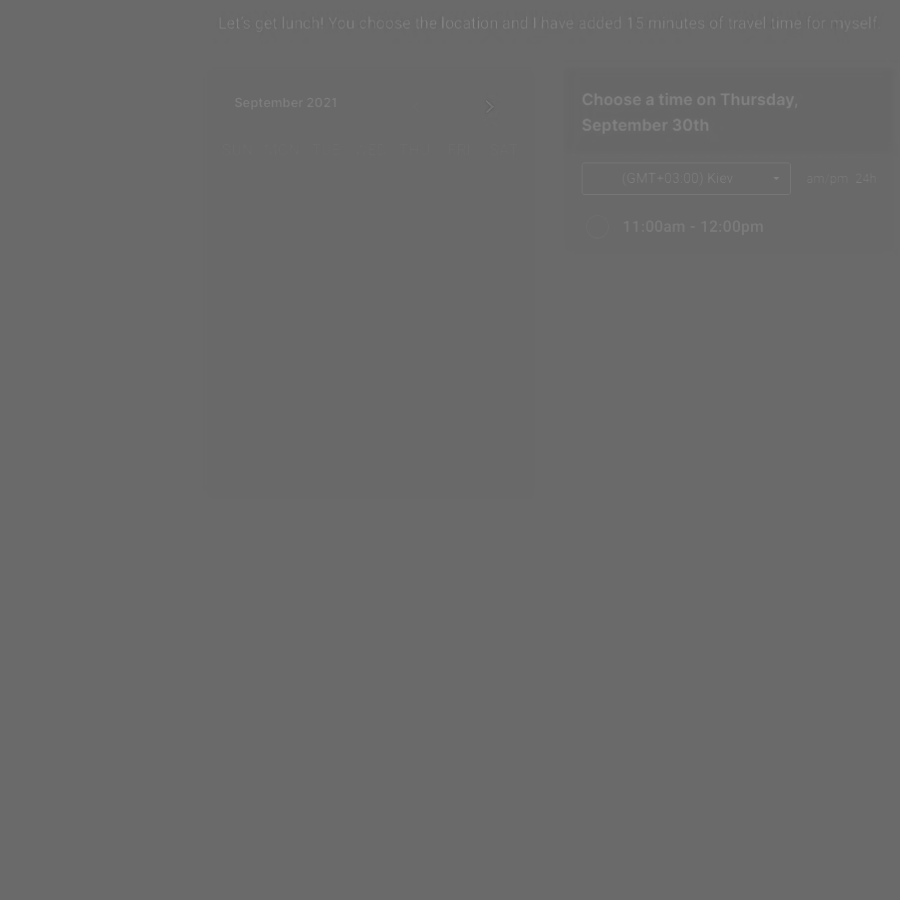 Let's get lunch! You choose the location and I have added 15 minutes of travel time for myself.
September 2021
Choose a time on Thursday,
September 30th
(GMT+03:00) Kiev
am/pm 24h
11:00am - 12:00pm